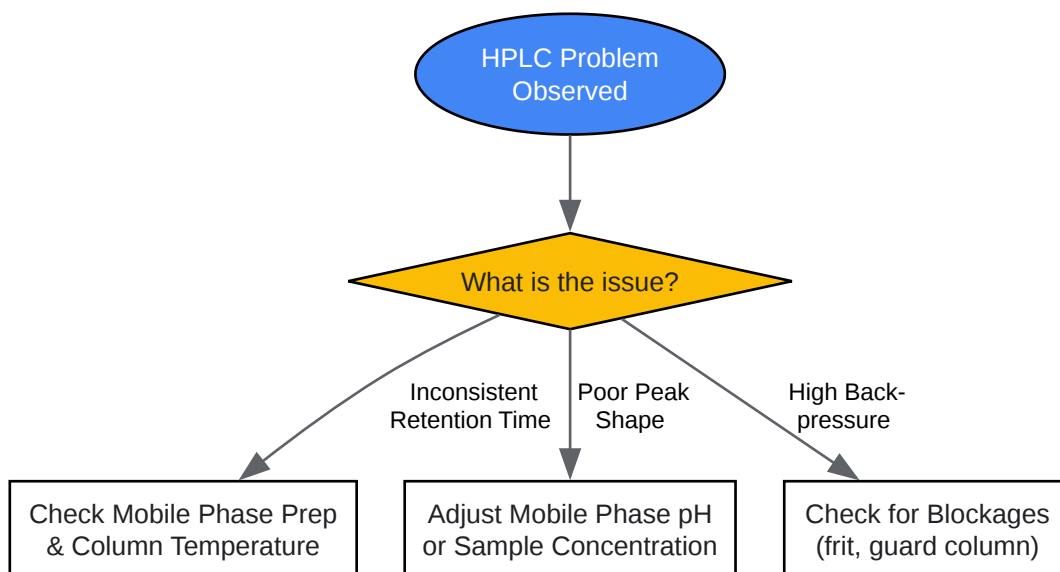 HPLC Problem
Observed
What is the issue?
Inconsistent
Retention Time
Poor Peak
Shape
High Back-
pressure
Check Mobile Phase Prep
& Column Temperature
Adjust Mobile Phase pH
or Sample Concentration
Check for Blockages
(frit, guard column)